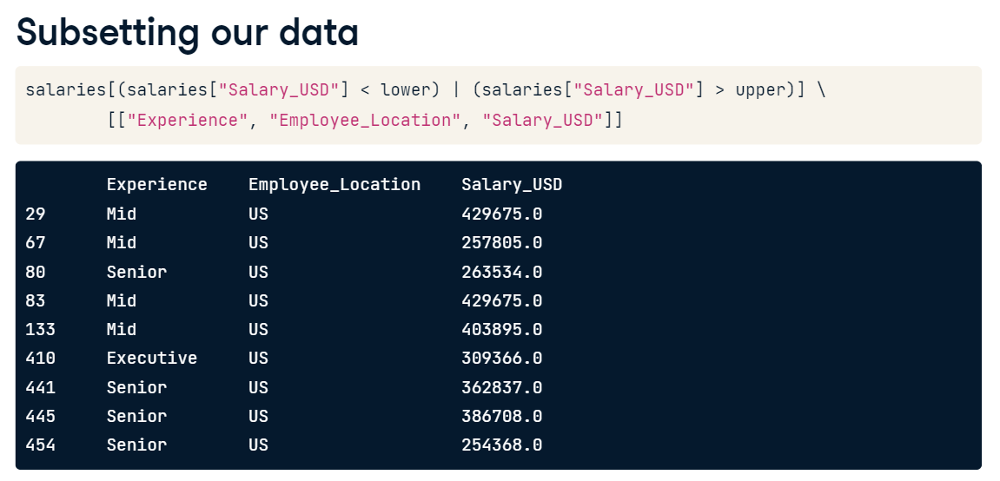 Subsetting our data
salaries[(salaries["Salary_USD"] < lower) | (salaries["Salary_USD"] > upper)] \
[["Experience", "Employee_Location", "Salary_USD"]]
Experience Employee_Location Salary_USD
29 Mid US 429675.0
67 Mid US 257805.0
80 Senior US 263534.0
83 Mid US 429675.0
133 Mid US 403895.0
410 Executive US 309366.0
441 Senior US 362837.0
445 Senior US 386708.0
454 Senior US 254368.0